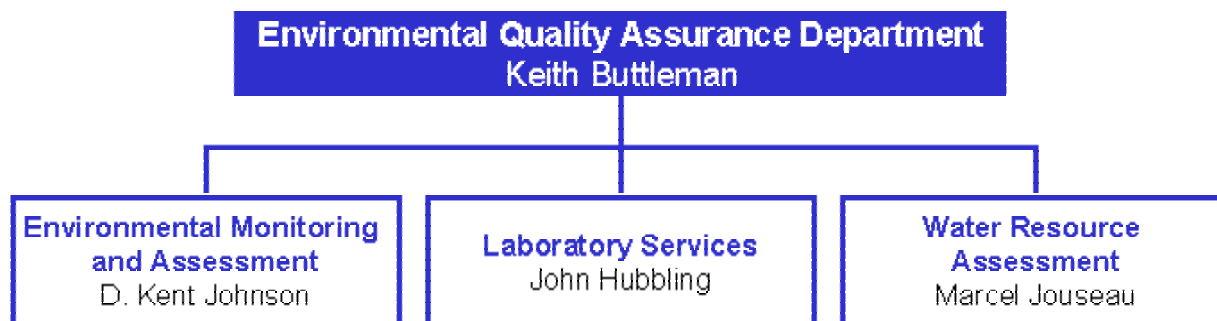 Environmental Quality Assurance Department
Keith Buttleman
Environmental Monitoring
and Assessment
D. Kent Johnson
Laboratory Services
John Hubbling
Water Resource
Assessment
Marcel Jouseau